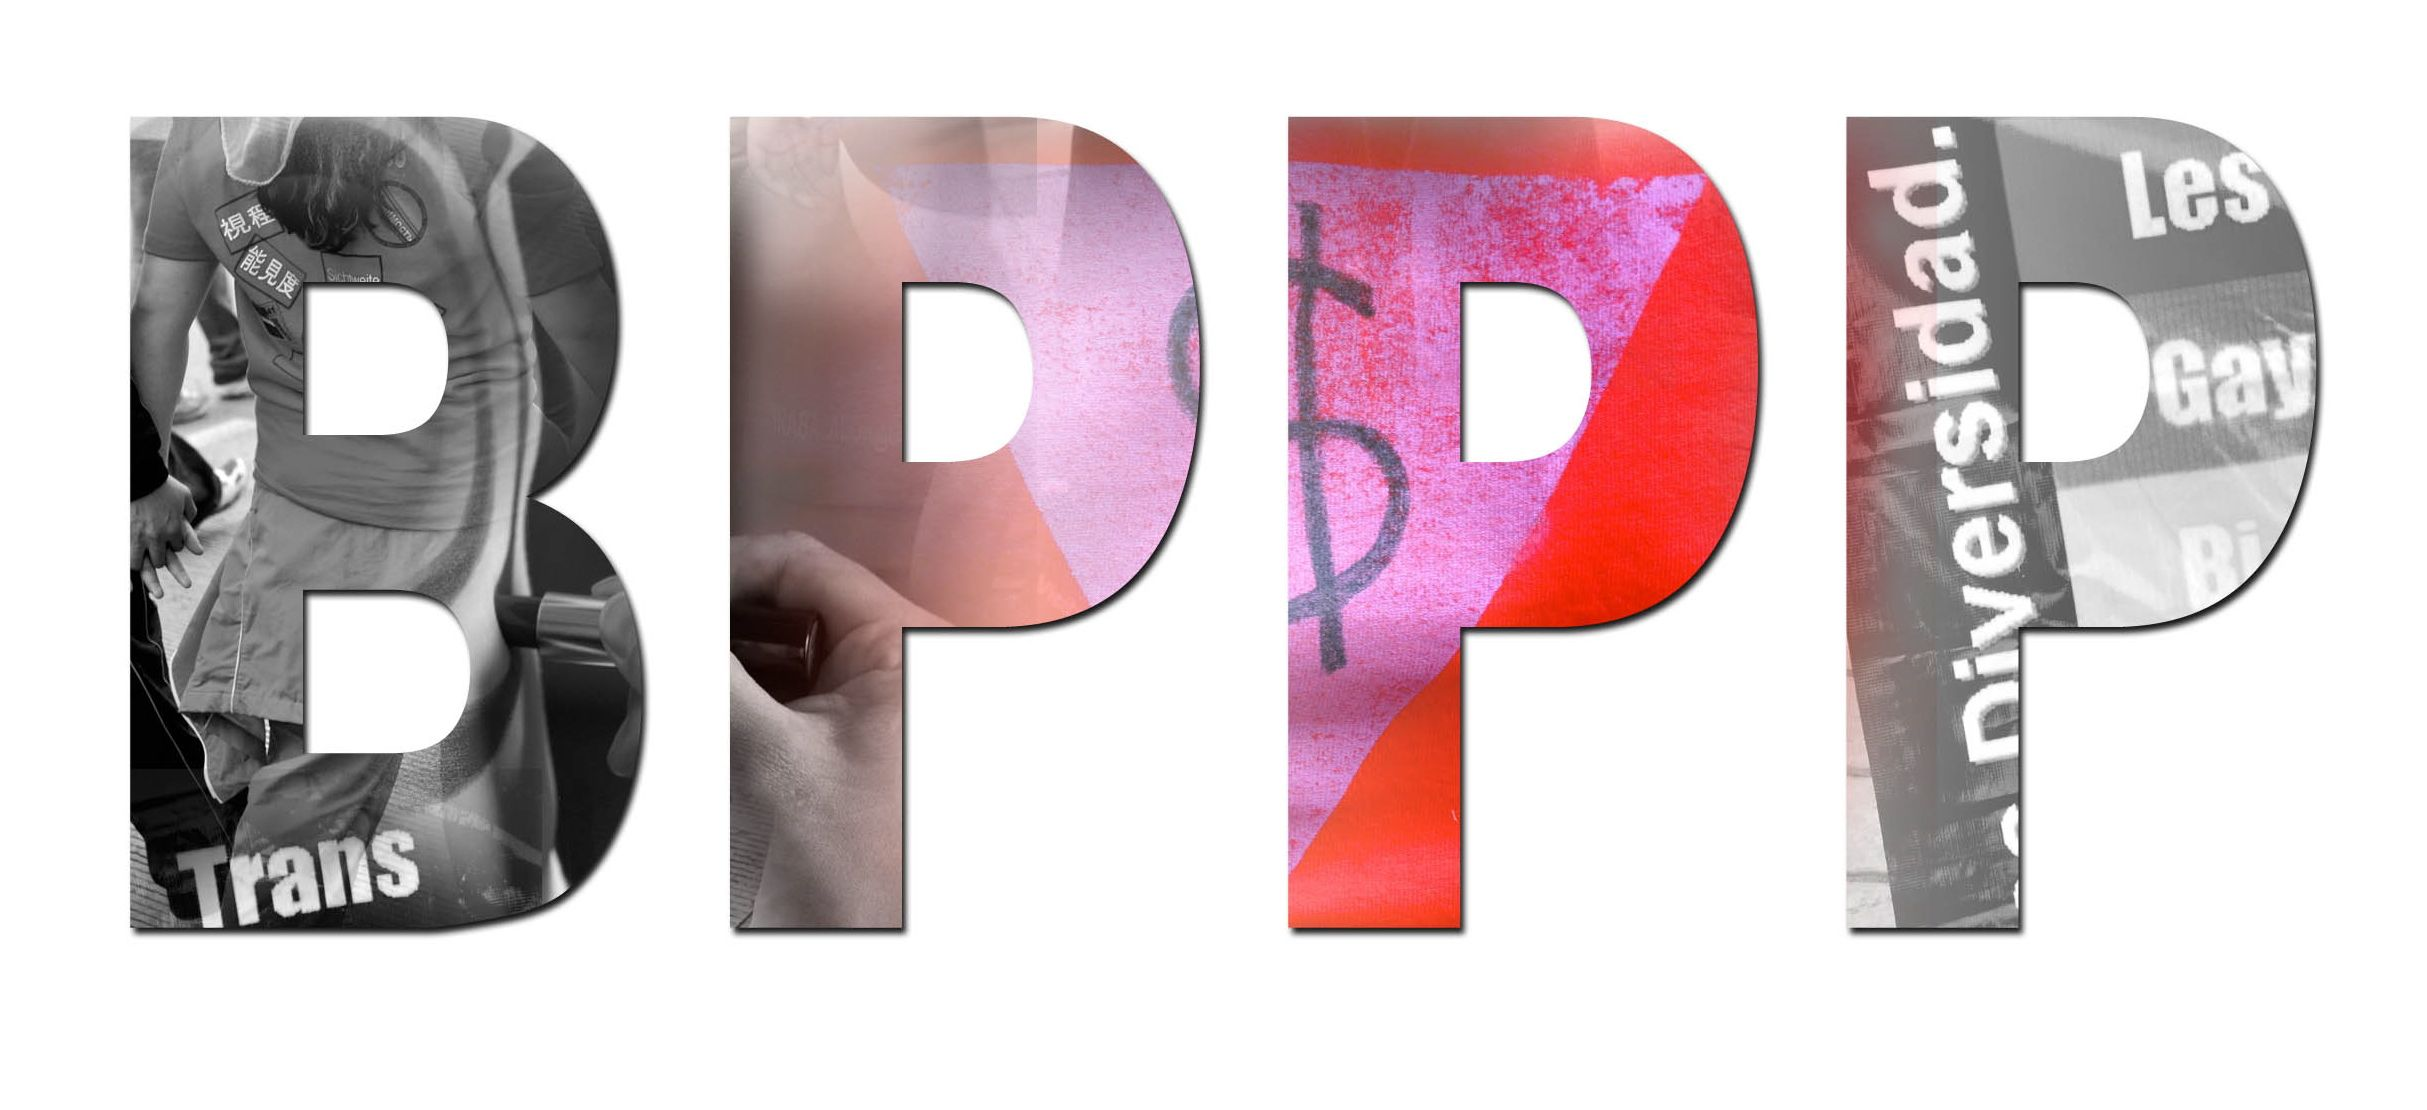 BPPP
視程
能見度
Sichtweite
Trans
Diversidad.
Les
Gay
Bi